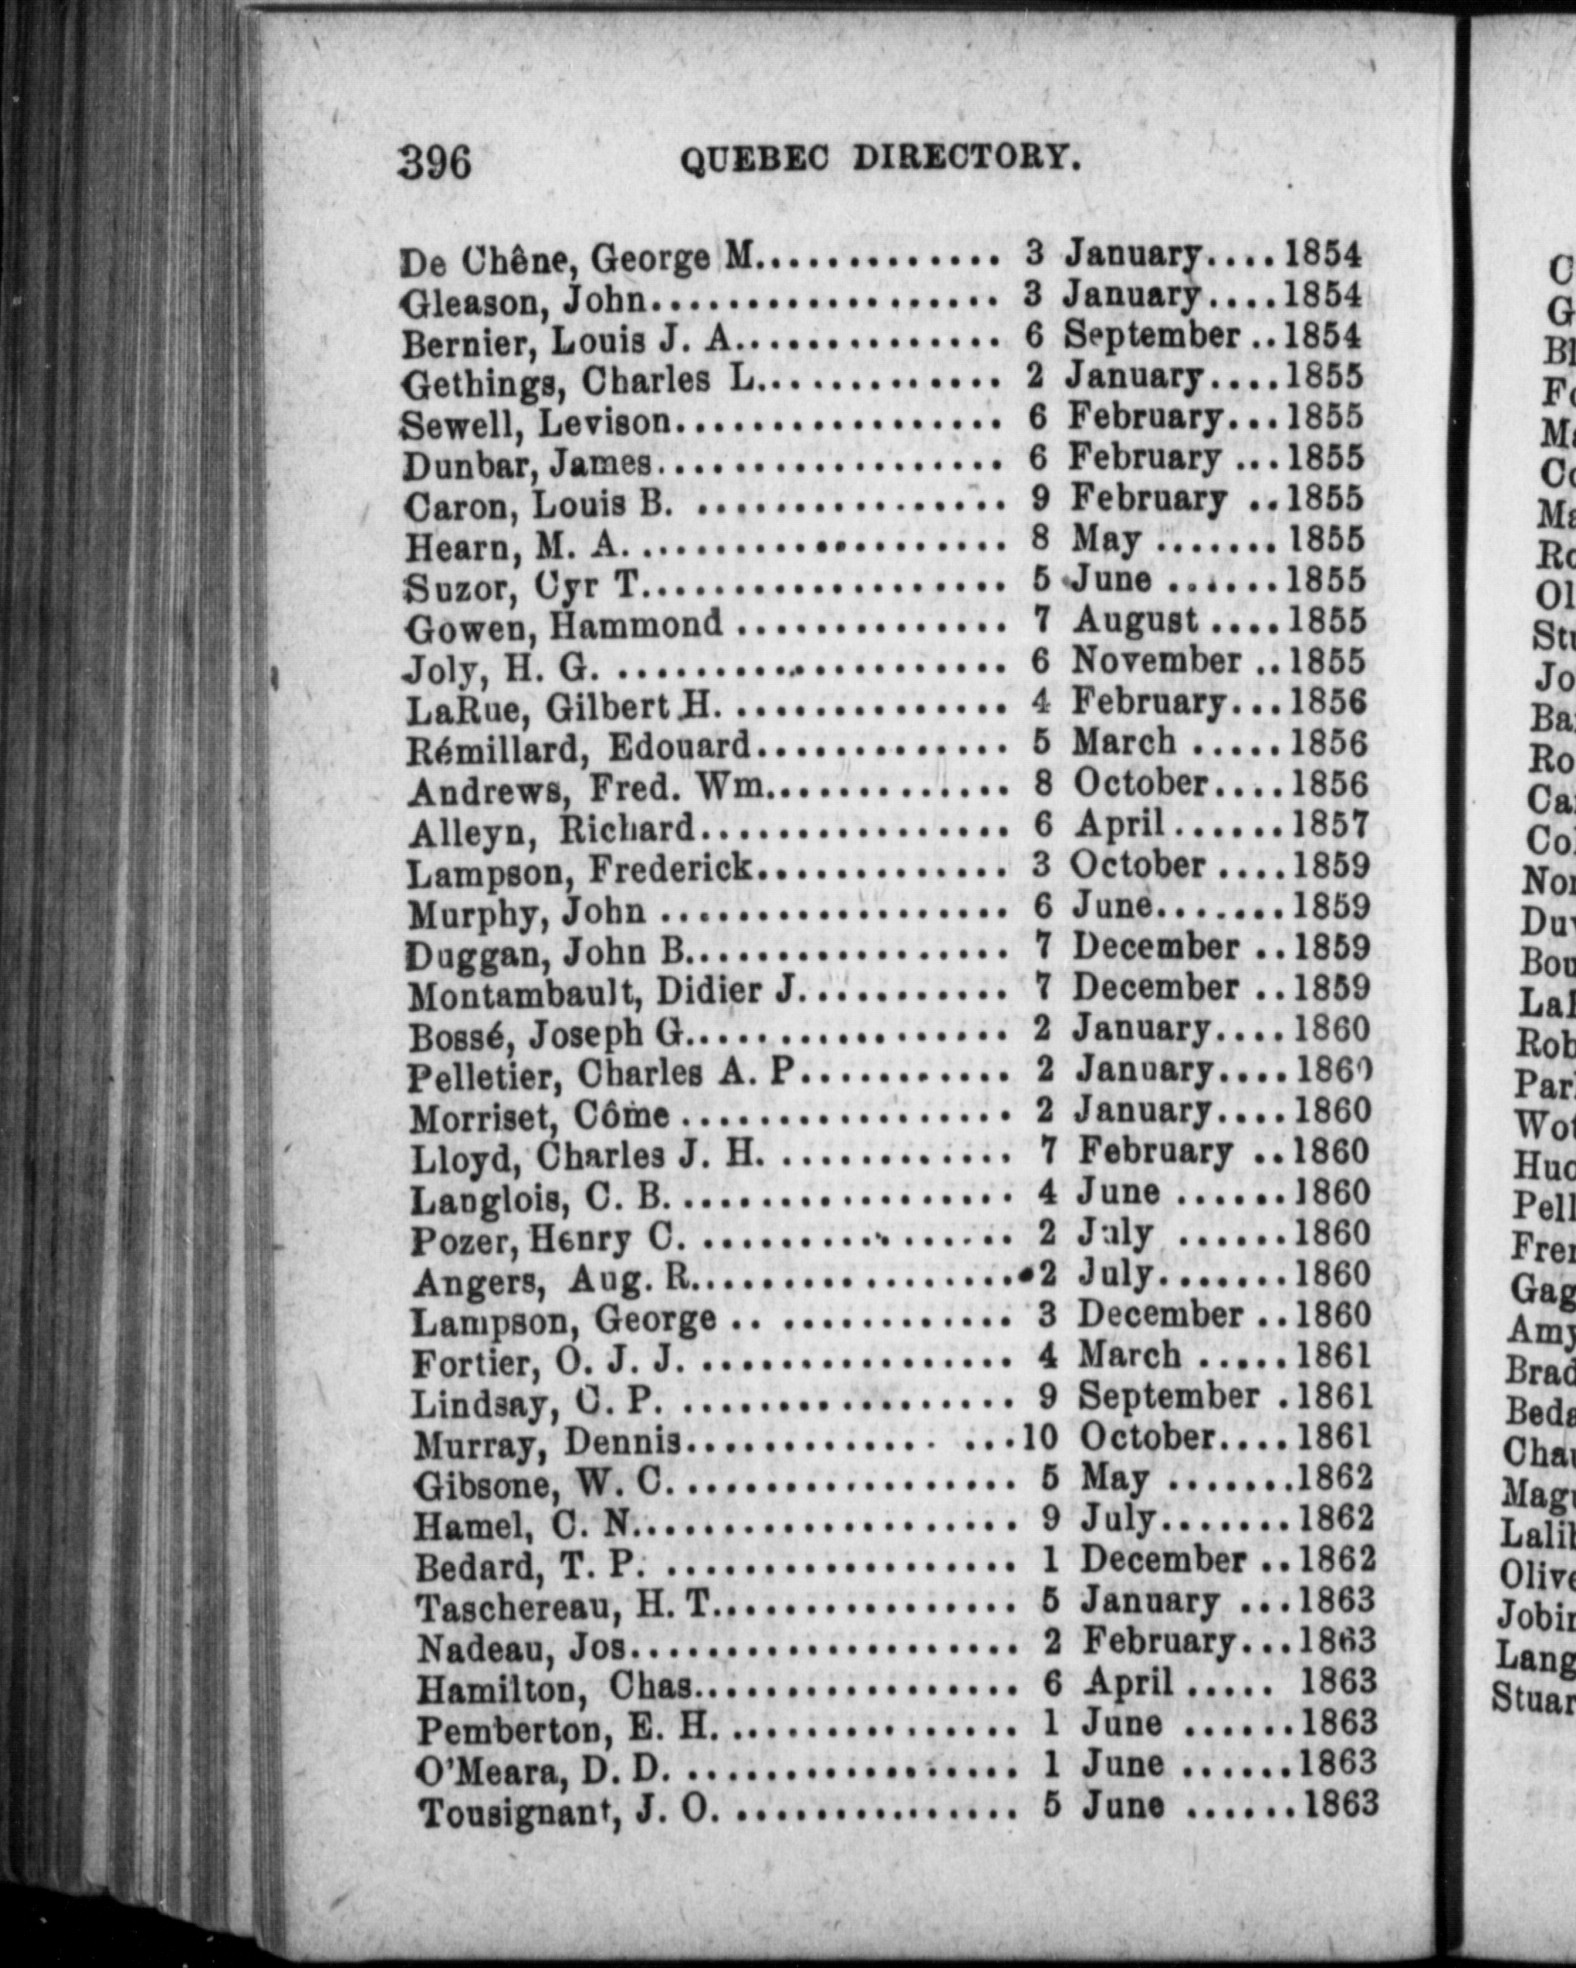 396 QUEBEC DIRECTORY.
De Chêne, George M.............. 3 January....1854
Gleason, John.................. 3 January....1854
Bernier, Louis J. A.............. 6 September ..1854
Gethings, Charles L............. 2 January....1855
Sewell, Levison................. 6 February...1855
Dunbar, James.................. 6 February ...1855
Caron, Louis B. ................ 9 February ..1855
Hearn, M. A.................... 8 May .......1855
Suzor, Cyr T................... 5 June ......1855
Gowen, Hammond .............. 7 August ....1855
Joly, H. G. .................... 6 November ..1855
LaRue, Gilbert H. .............. 4 February...1856
Rémillard, Edouard............. 5 March .....1856
Andrews, Fred. Wm............. 8 October....1856
Alleyn, Richard................ 6 April......1857
Lampson, Frederick............. 3 October ....1859
Murphy, John .................. 6 June.......1859
Duggan, John B................. 7 December ..1859
Montambault, Didier J........... 7 December ..1859
Bossé, Joseph G................. 2 January....1860
Pelletier, Charles A. P........... 2 January....1860
Morriset, Côme ................. 2 January....1860
Lloyd, Charles J. H. ............ 7 February ..1860
Langlois, C. B. ................. 4 June ......1860
Pozer, Henry C. ................ 2 July ......1860
Angers, Aug. R................. 2 July.......1860
Lampson, George .. ............ 3 December ..1860
Fortier, O. J. J. ................ 4 March .....1861
Lindsay, C. P. ................. 9 September .1861
Murray, Dennis............. . ...10 October....1861
Gibsone, W. C. ................. 5 May .......1862
Hamel, C. N.................... 9 July.......1862
Bedard, T. P. .................. 1 December ..1862
Taschereau, H. T................ 5 January ...1863
Nadeau, Jos.................... 2 February...1863
Hamilton, Chas................. 6 April ..... 1863
Pemberton, E. H. ............... 1 June ......1863
O'Meara, D. D. ................. 1 June ......1863
Tousignant, J. O. ............... 5 June ......1863